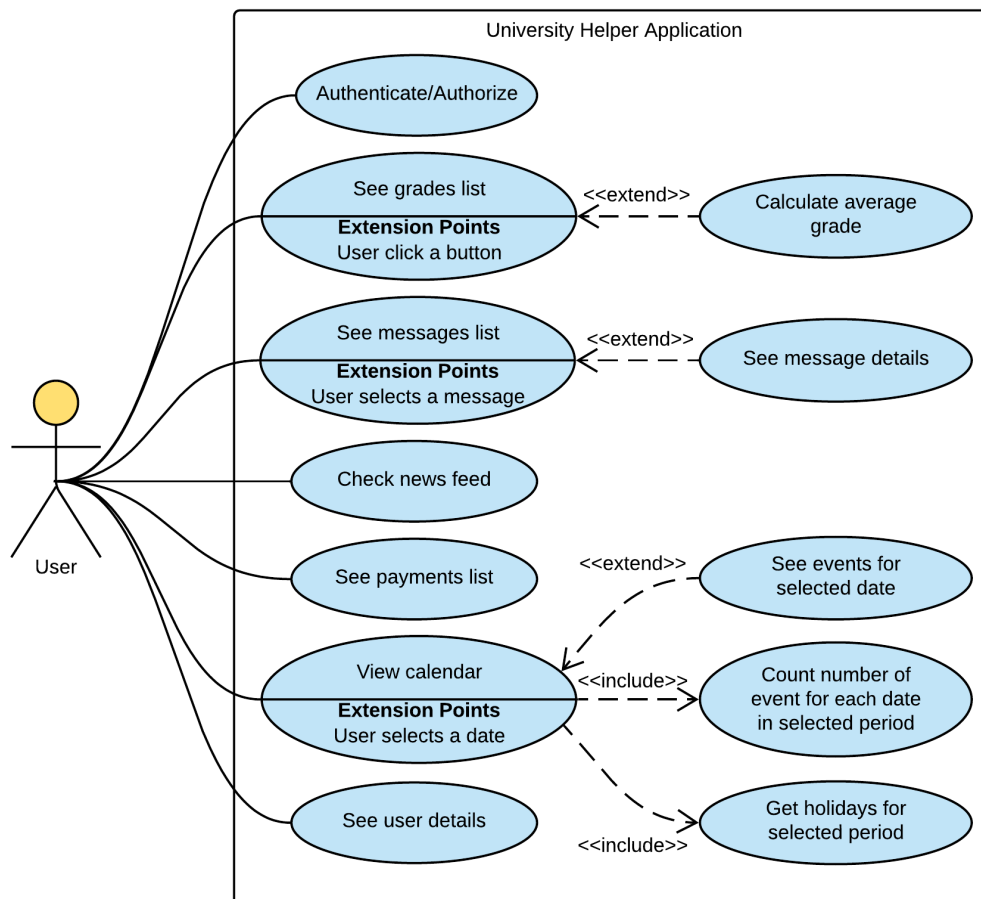 University Helper Application
Authenticate/Authorize
See grades list
Extension Points
User click a button
<<extend>>
Calculate average
grade
See messages list
Extension Points
User selects a message
<<extend>>
See message details
Check news feed
User
See payments list
<<extend>>
See events for
selected date
View calendar
Extension Points
User selects a date
<<include>>
Count number of
event for each date
in selected period
See user details
<<include>>
Get holidays for
selected period